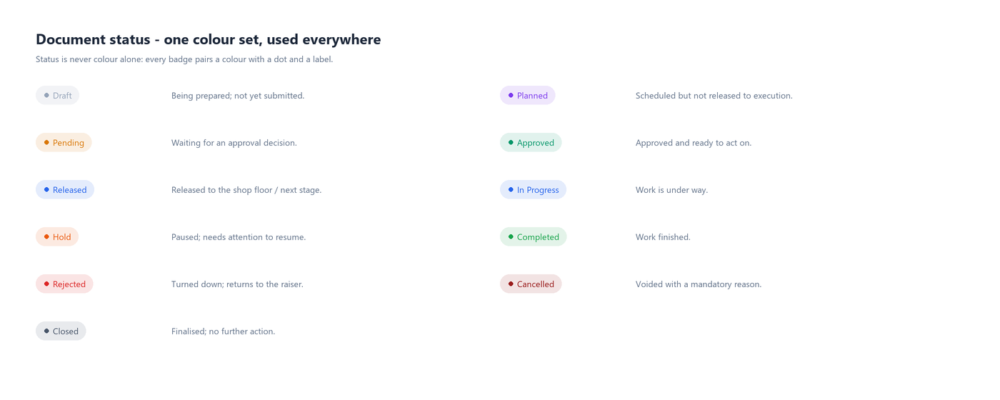 Document status - one colour set, used everywhere
Status is never colour alone: every badge pairs a colour with a dot and a label.
Draft Being prepared; not yet submitted. Planned Scheduled but not released to execution.
Pending Waiting for an approval decision. Approved Approved and ready to act on.
Released Released to the shop floor / next stage. In Progress Work is under way.
Hold Paused; needs attention to resume. Completed Work finished.
Rejected Turned down; returns to the raiser. Cancelled Voided with a mandatory reason.
Closed Finalised; no further action.